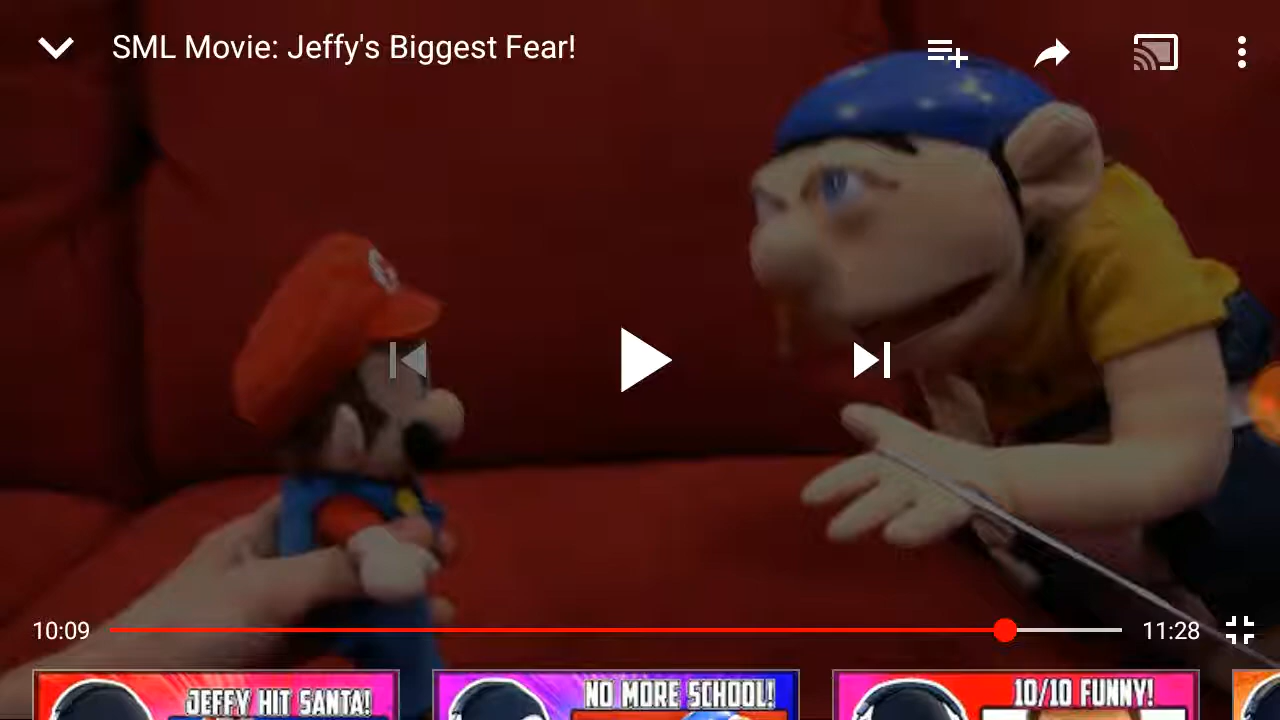 SML Movie: Jeffy's Biggest Fear!
10:09
11:28
JEFFY HIT SANTA!
NO MORE SCHOOL!
10/10 FUNNY!